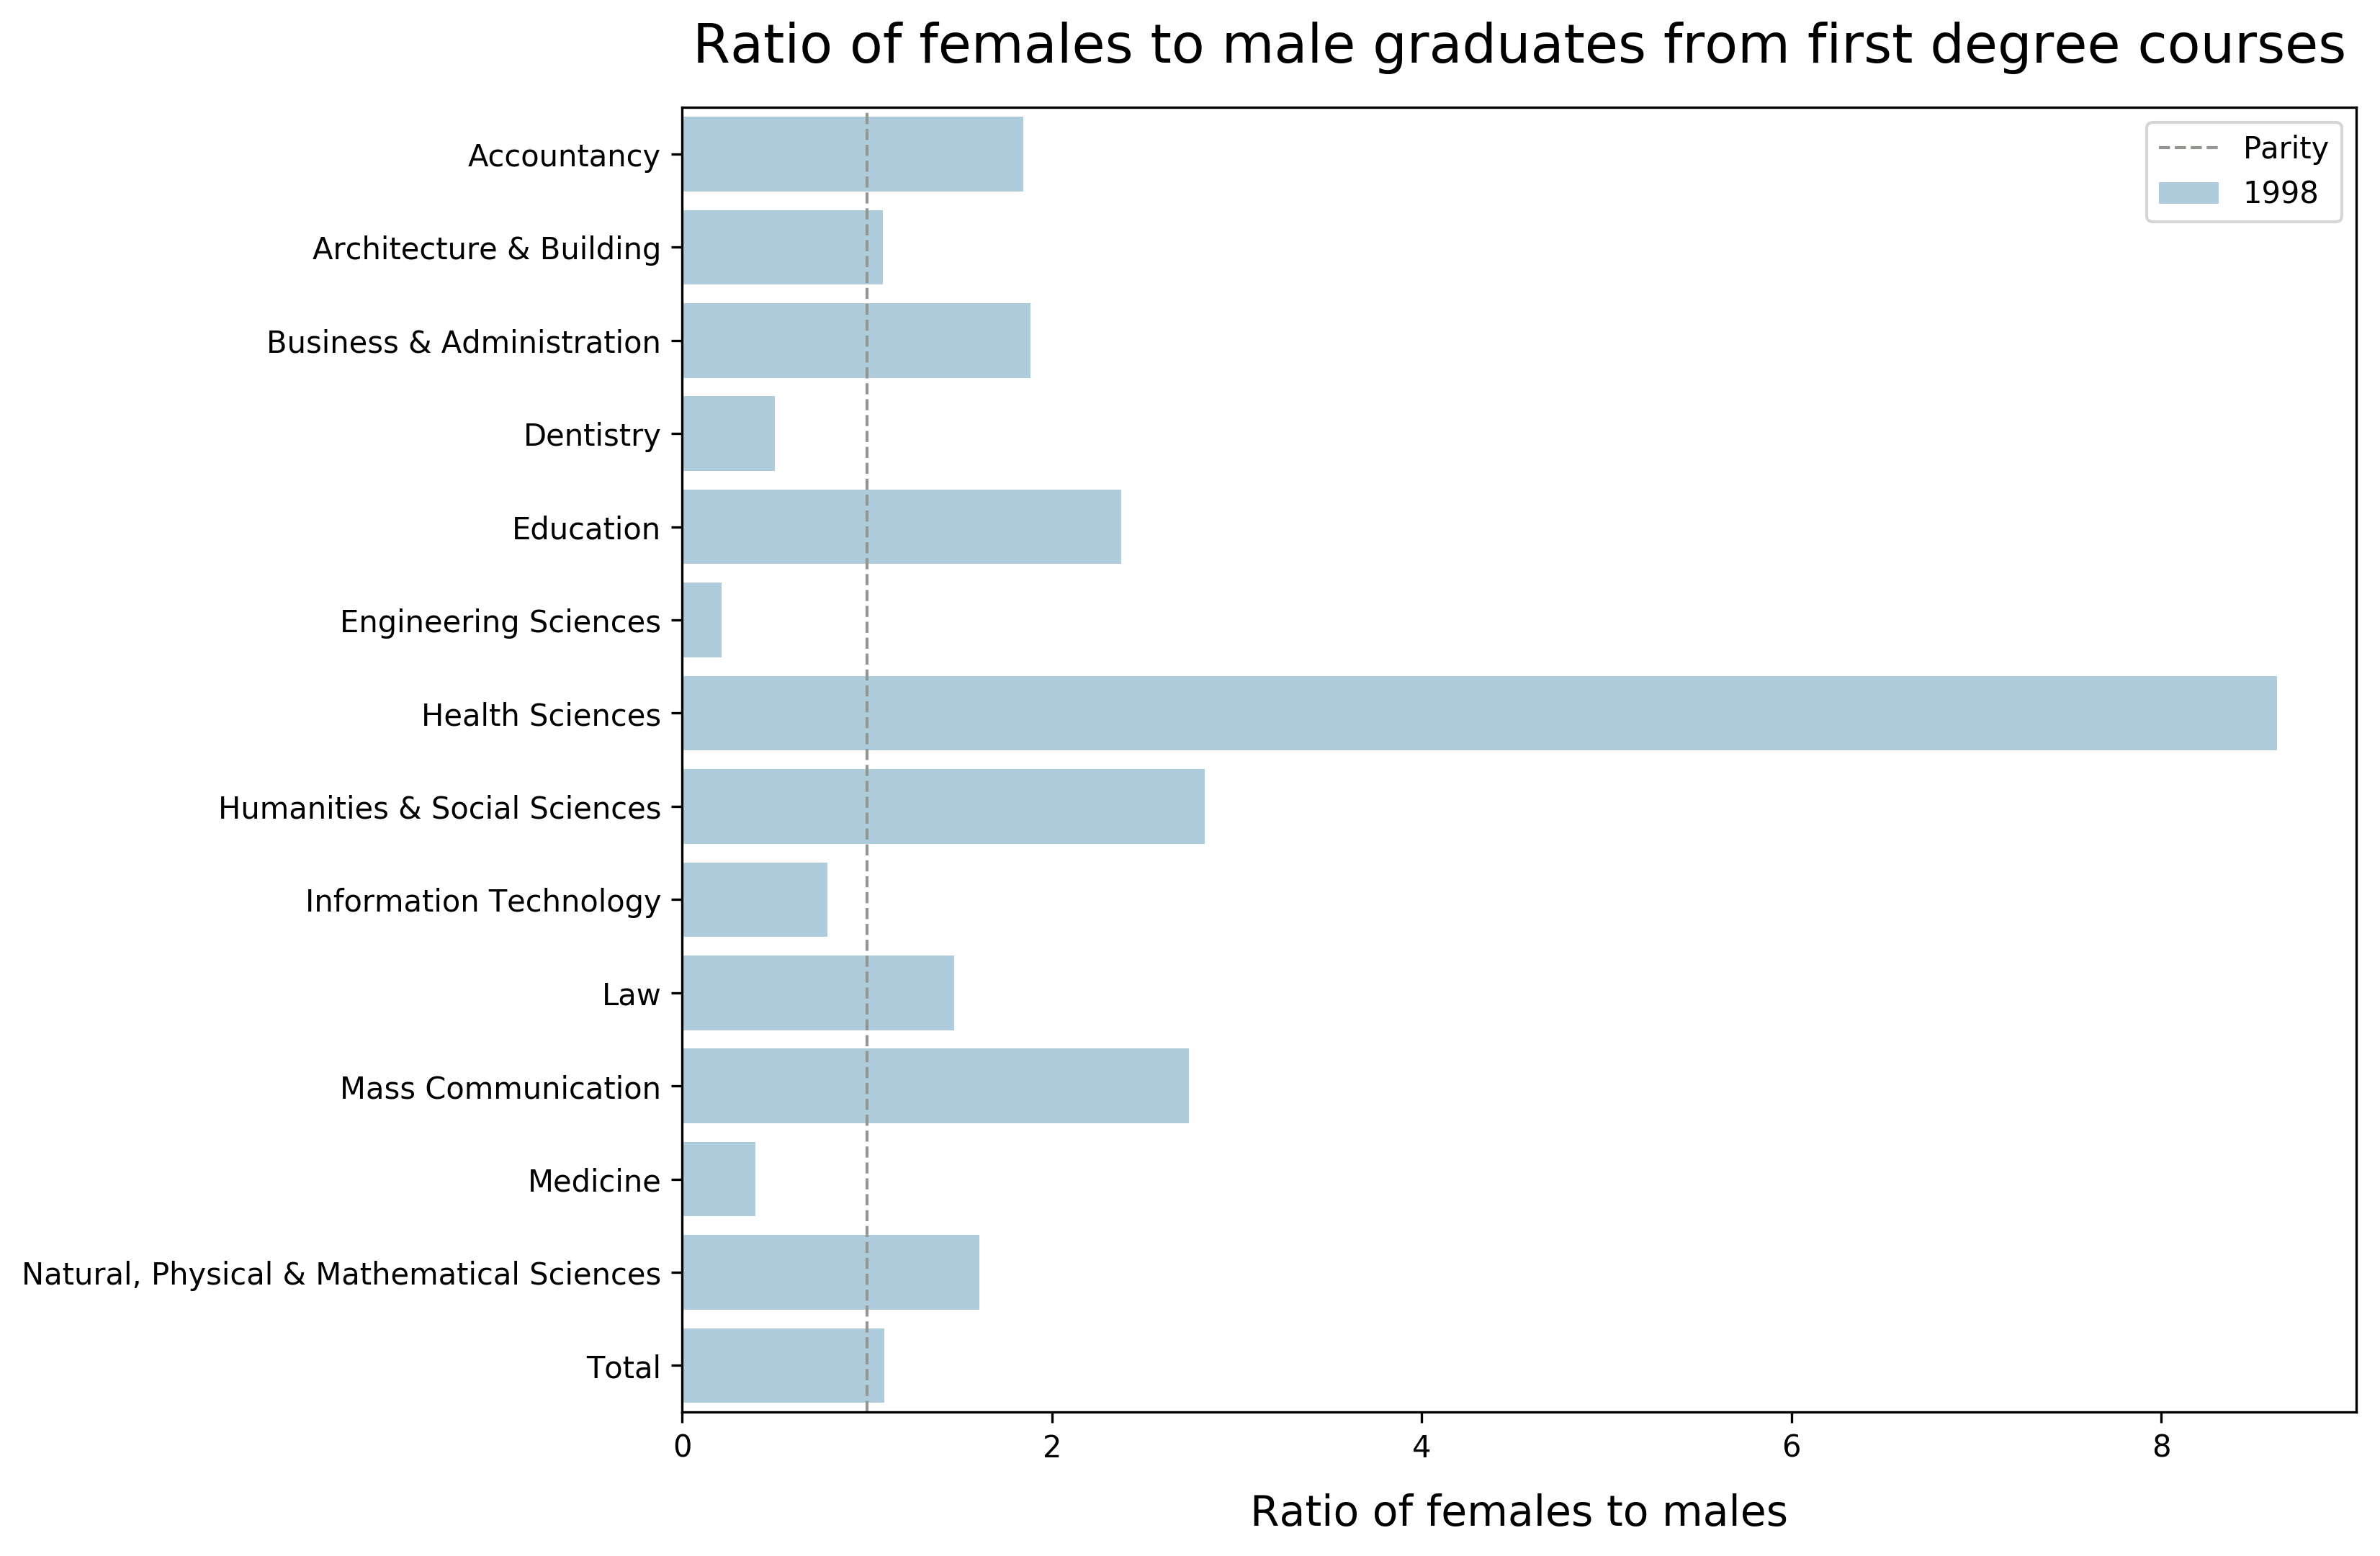 Ratio of females to male graduates from first degree courses
Parity
1998
Accountancy
Architecture & Building
Business & Administration
Dentistry
Education
Engineering Sciences
Health Sciences
Humanities & Social Sciences
Information Technology
Law
Mass Communication
Medicine
Natural, Physical & Mathematical Sciences
Total
0 2 4 6 8
Ratio of females to males